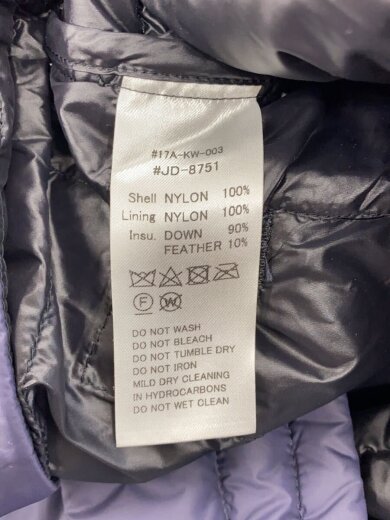 #17A-KW-003
#JD-8751
Shell NYLON 100%
Lining NYLON 100%
Insu. DOWN 90%
FEATHER 10%
F W
DO NOT WASH
DO NOT BLEACH
DO NOT TUMBLE DRY
DO NOT IRON
MILD DRY CLEANING
IN HYDROCARBONS
DO NOT WET CLEAN